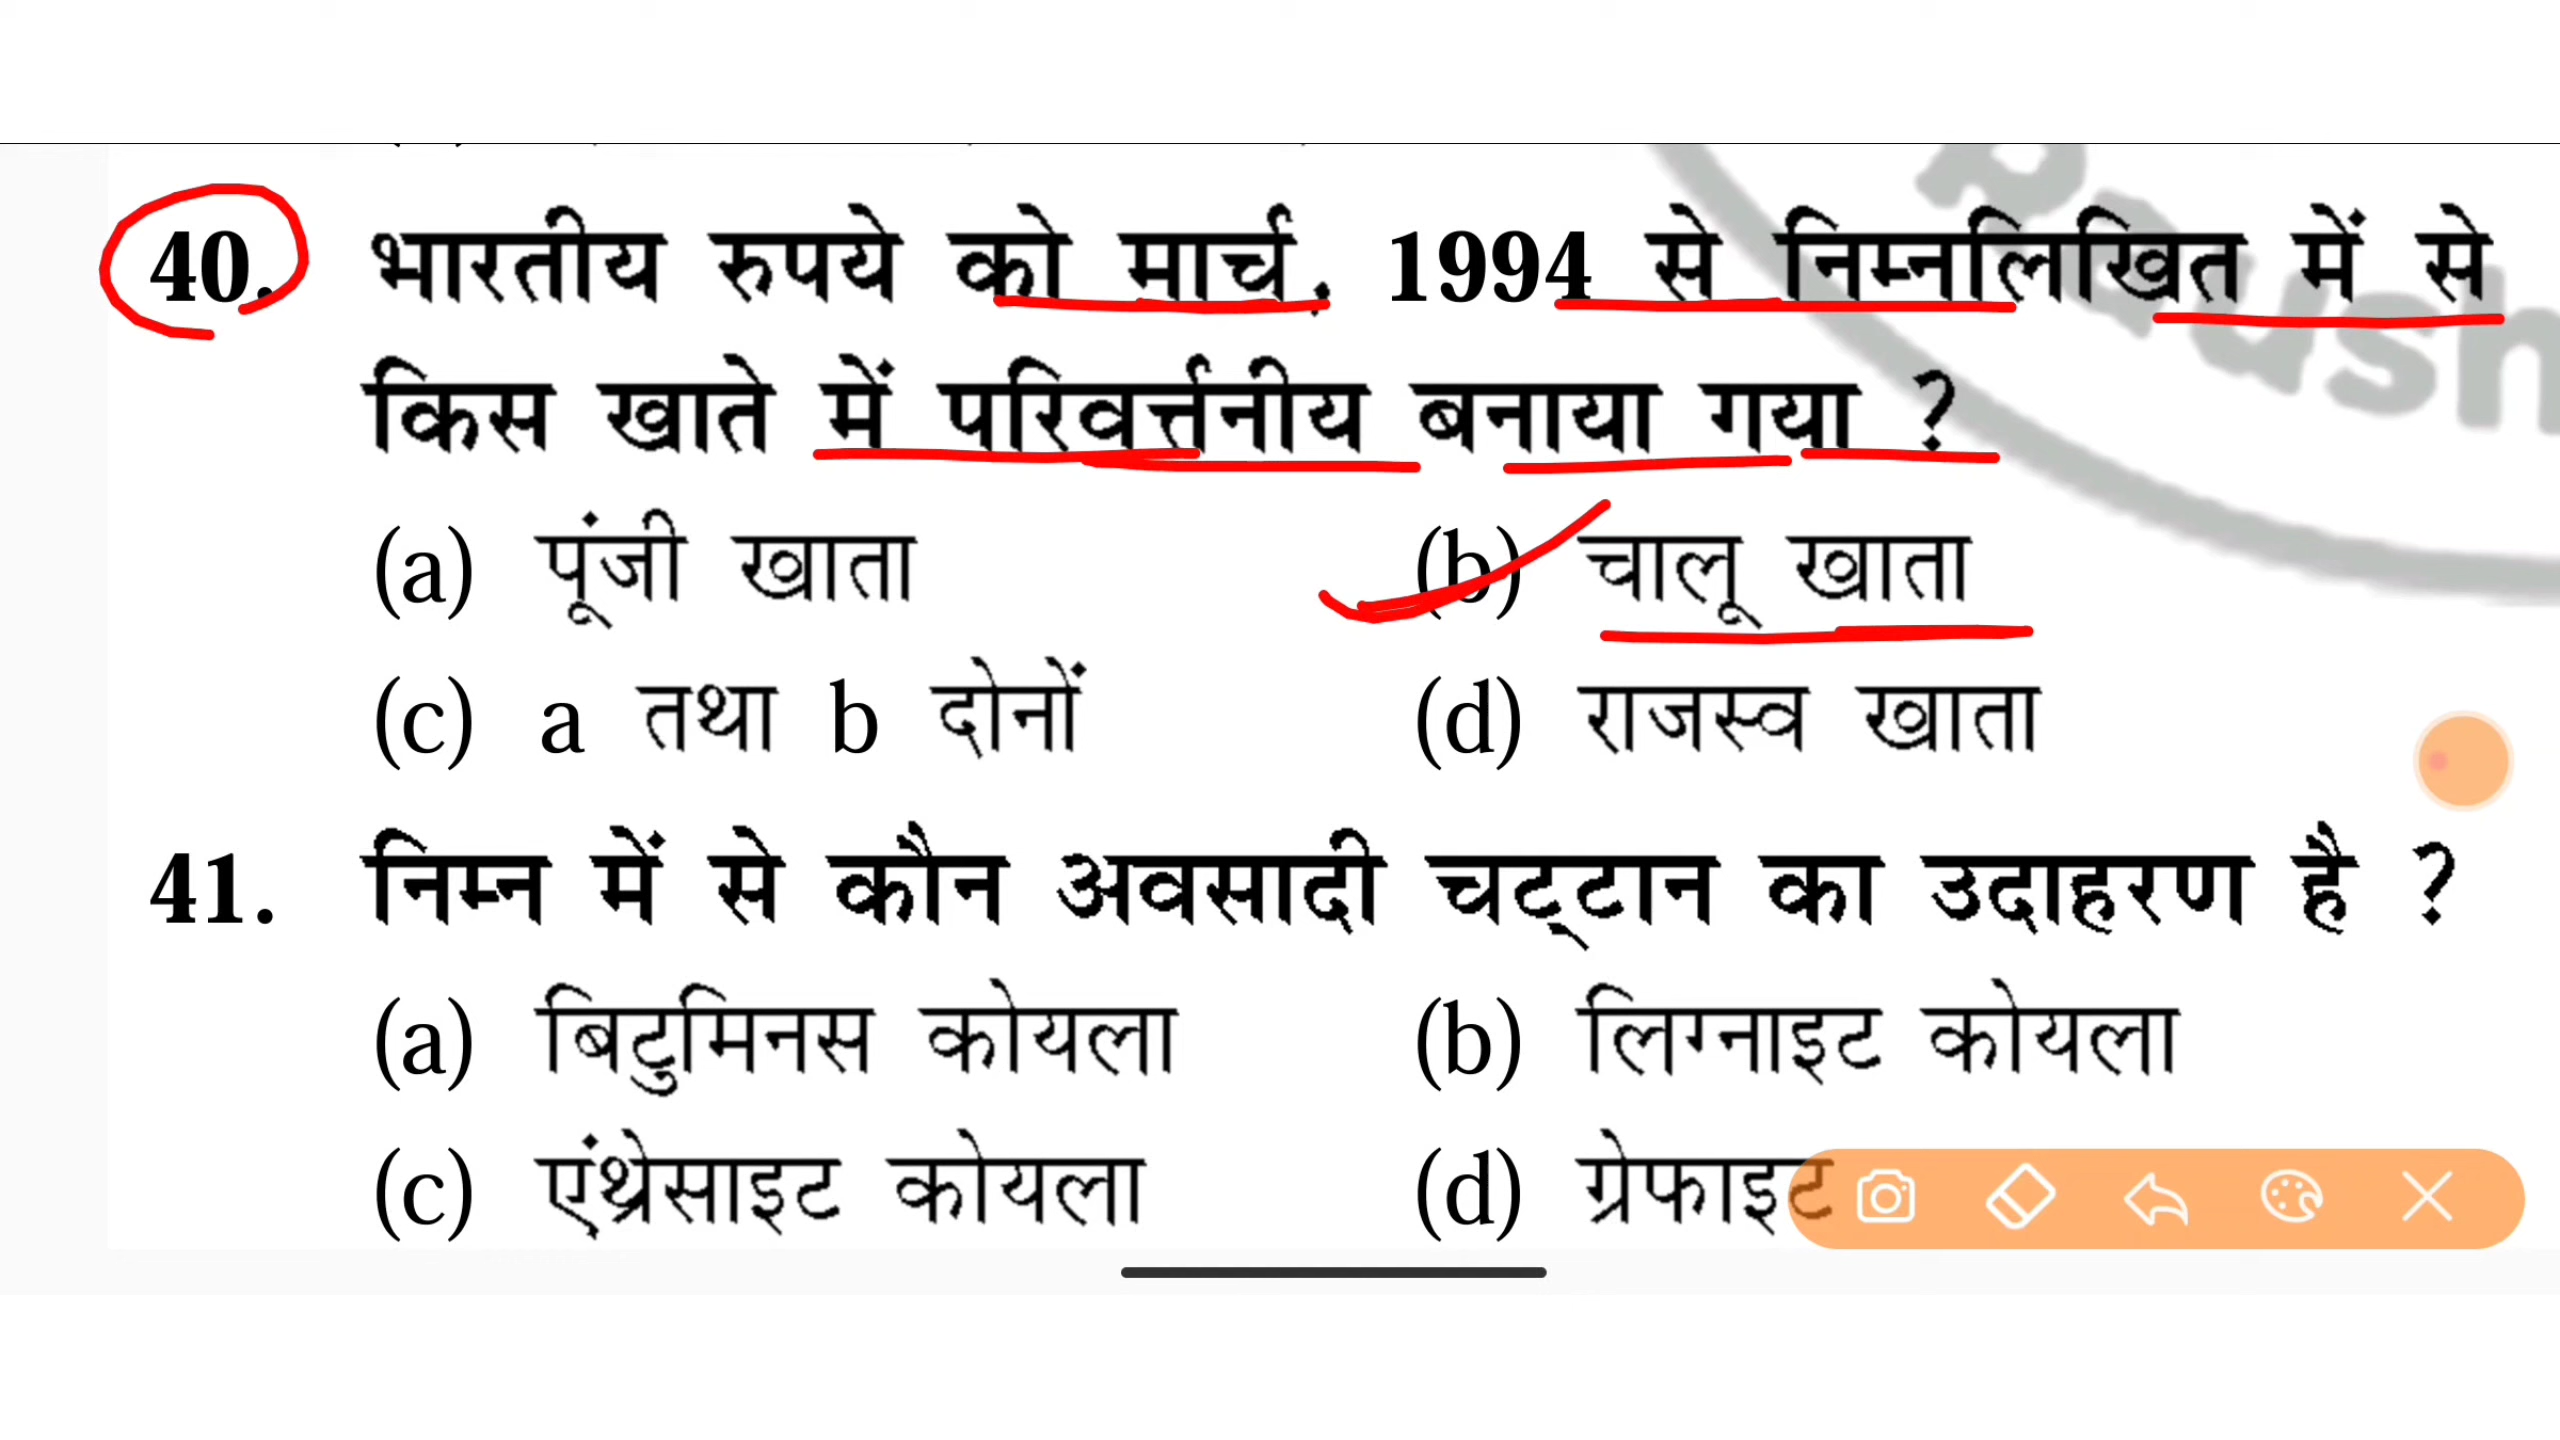 40. भारतीय रुपये को मार्च, 1994 से निम्नलिखित में से
किस खाते में परिवर्त्तनीय बनाया गया ?
(a) पूंजी खाता (b) चालू खाता
(c) a तथा b दोनों (d) राजस्व खाता
41. निम्न में से कौन अवसादी चट्टान का उदाहरण है ?
(a) बिटुमिनस कोयला (b) लिग्नाइट कोयला
(c) एंथ्रेसाइट कोयला (d) ग्रेफाइट